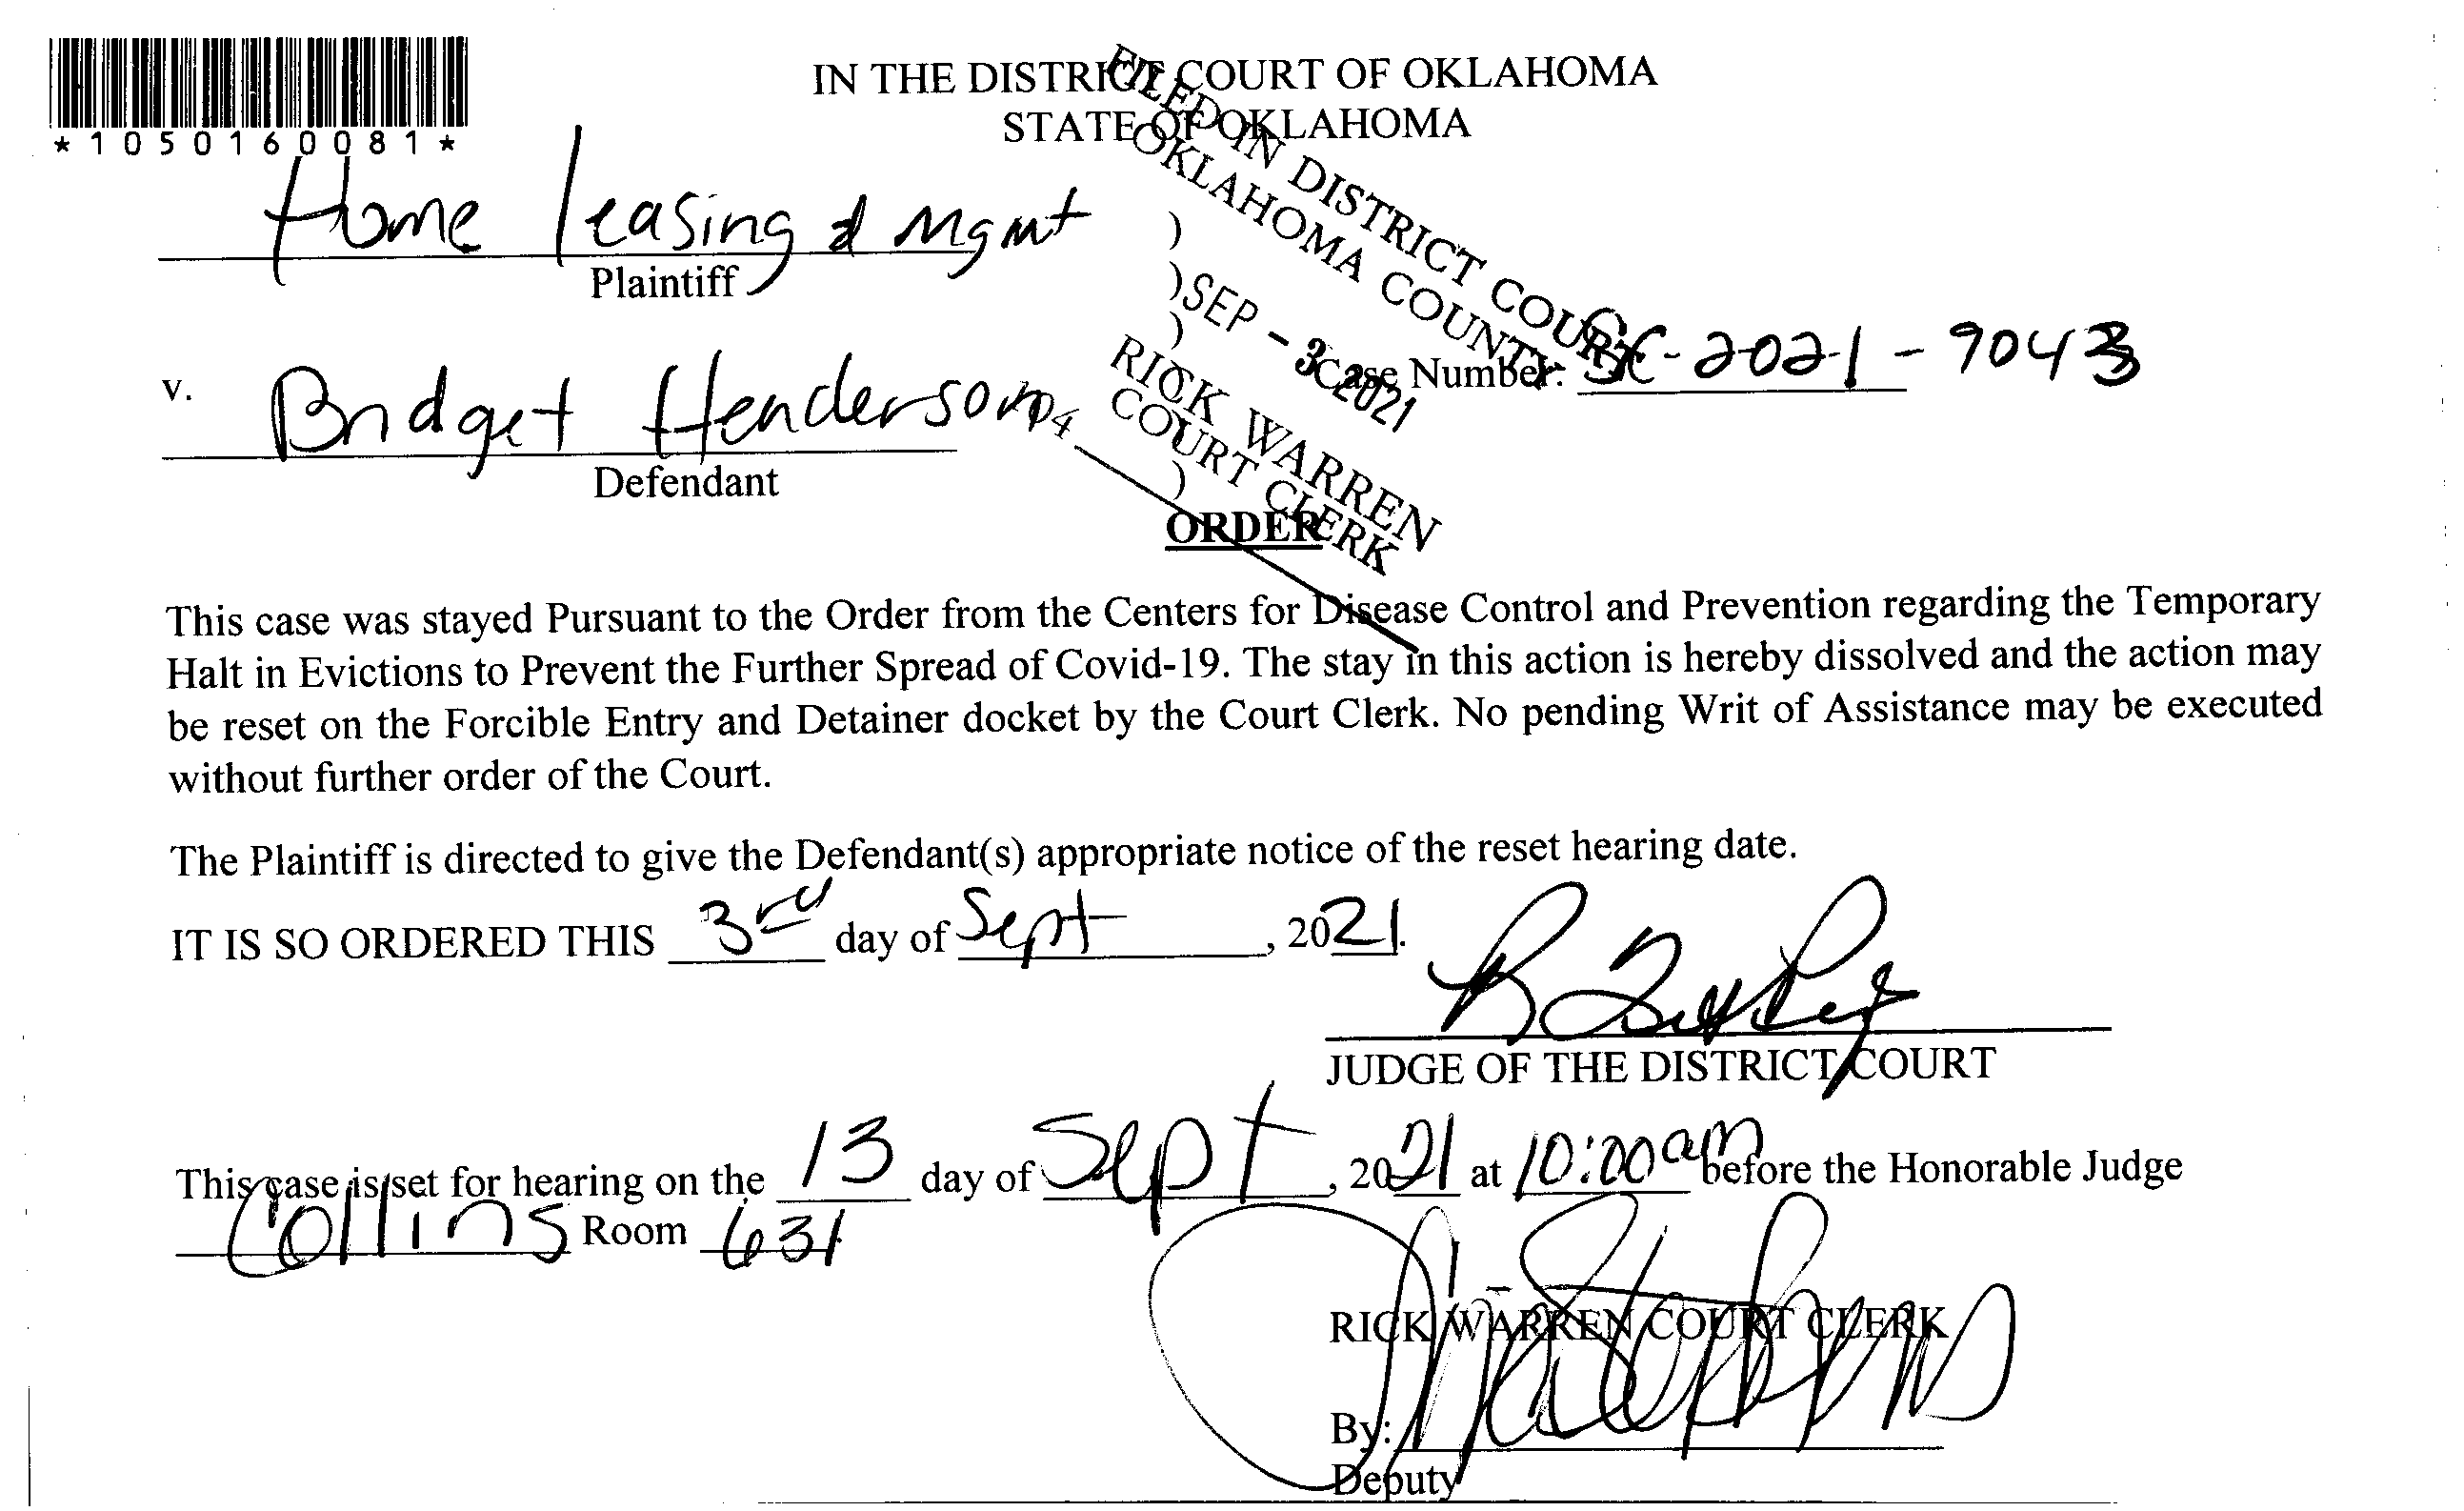 *1050160081*
IN THE DISTRICT COURT OF OKLAHOMA
STATE OF OKLAHOMA
FILED IN DISTRICT COURT
OKLAHOMA COUNTY
SEP - 3 2021
RICK WARREN
COURT CLERK
Home leasing & Mgmt )
Plaintiff )
)
Case Number: SC-2021-9043
v. Bridget Henderson
Defendant )
ORDER
This case was stayed Pursuant to the Order from the Centers for Disease Control and Prevention regarding the Temporary
Halt in Evictions to Prevent the Further Spread of Covid-19. The stay in this action is hereby dissolved and the action may
be reset on the Forcible Entry and Detainer docket by the Court Clerk. No pending Writ of Assistance may be executed
without further order of the Court.
The Plaintiff is directed to give the Defendant(s) appropriate notice of the reset hearing date.
IT IS SO ORDERED THIS 3rd day of Sept, 2021.
JUDGE OF THE DISTRICT COURT
This case is set for hearing on the 13 day of Sept, 2021 at 10:00am before the Honorable Judge
Collins Room 631
RICK WARREN COURT CLERK
By:
Deputy